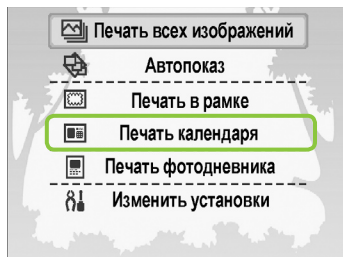 Печать всех изображений
Автопоказ
Печать в рамке
Печать календаря
Печать фотодневника
Изменить установки